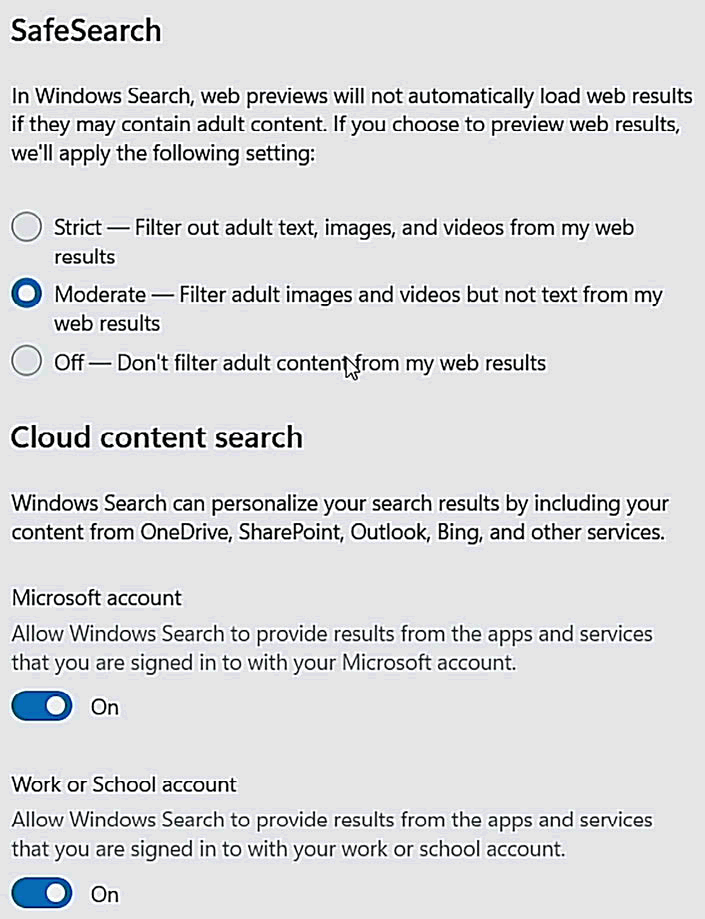 SafeSearch
In Windows Search, web previews will not automatically load web results
if they may contain adult content. If you choose to preview web results,
we'll apply the following setting:
Strict — Filter out adult text, images, and videos from my web
results
Moderate — Filter adult images and videos but not text from my
web results
Off — Don't filter adult content from my web results
Cloud content search
Windows Search can personalize your search results by including your
content from OneDrive, SharePoint, Outlook, Bing, and other services.
Microsoft account
Allow Windows Search to provide results from the apps and services
that you are signed in to with your Microsoft account.
On
Work or School account
Allow Windows Search to provide results from the apps and services
that you are signed in to with your work or school account.
On